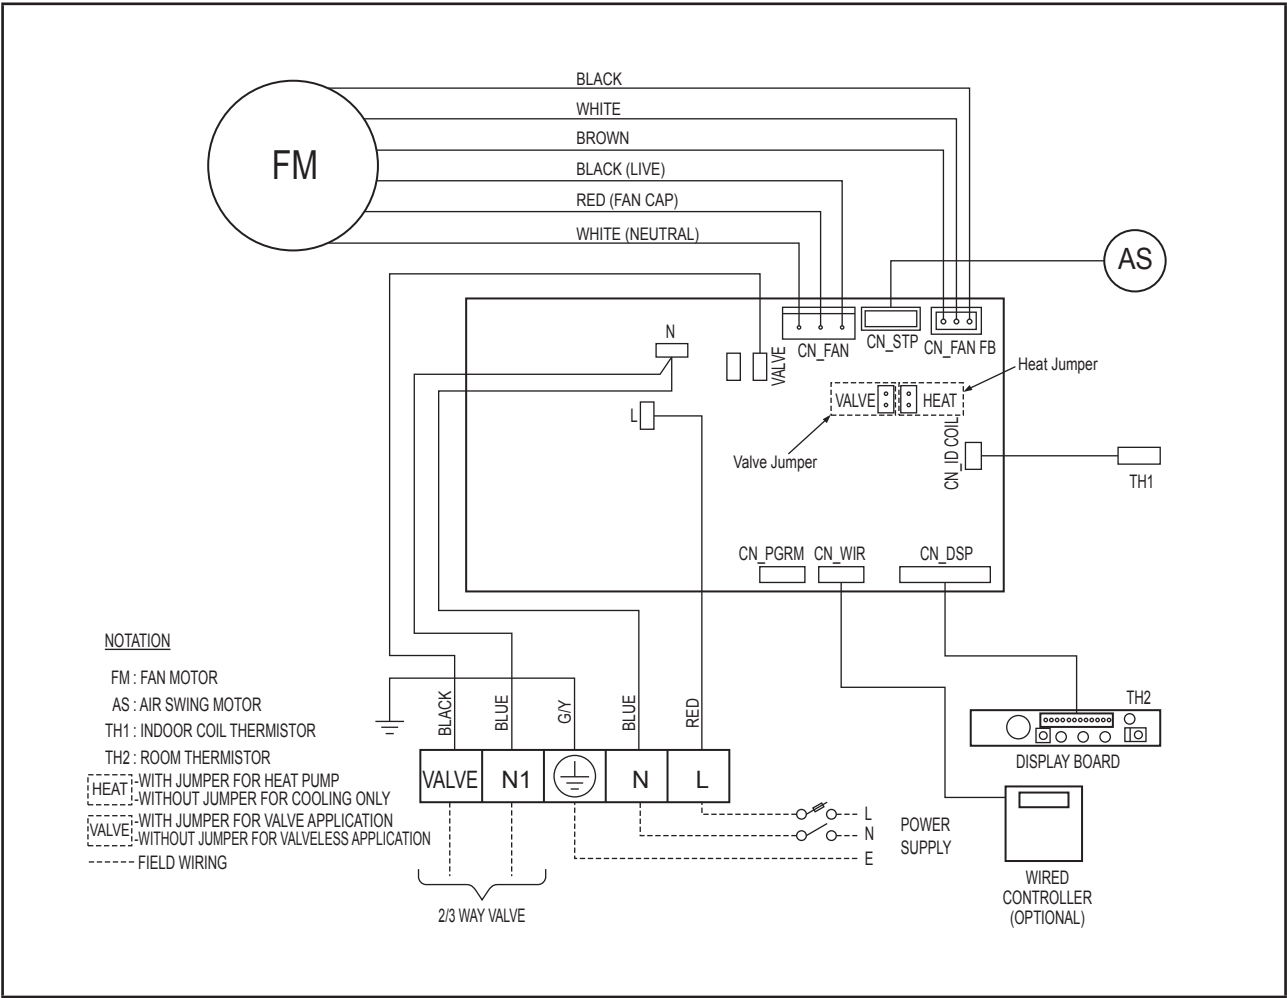 BLACK
WHITE
BROWN
BLACK (LIVE)
RED (FAN CAP)
WHITE (NEUTRAL)
FM
AS
N
VALVE
CN_FAN
CN_STP
CN_FAN FB
Heat Jumper
VALVE
HEAT
L
Valve Jumper
CN_ID COIL
TH1
CN_PGRM
CN_WIR
CN_DSP
NOTATION
FM : FAN MOTOR
AS : AIR SWING MOTOR
TH1 : INDOOR COIL THERMISTOR
TH2 : ROOM THERMISTOR
HEAT
-WITH JUMPER FOR HEAT PUMP
-WITHOUT JUMPER FOR COOLING ONLY
VALVE
-WITH JUMPER FOR VALVE APPLICATION
-WITHOUT JUMPER FOR VALVELESS APPLICATION
------ FIELD WIRING
BLACK
BLUE
G/Y
BLUE
RED
VALVE
N1
N
L
2/3 WAY VALVE
L
N
E
POWER
SUPPLY
TH2
DISPLAY BOARD
WIRED
CONTROLLER
(OPTIONAL)